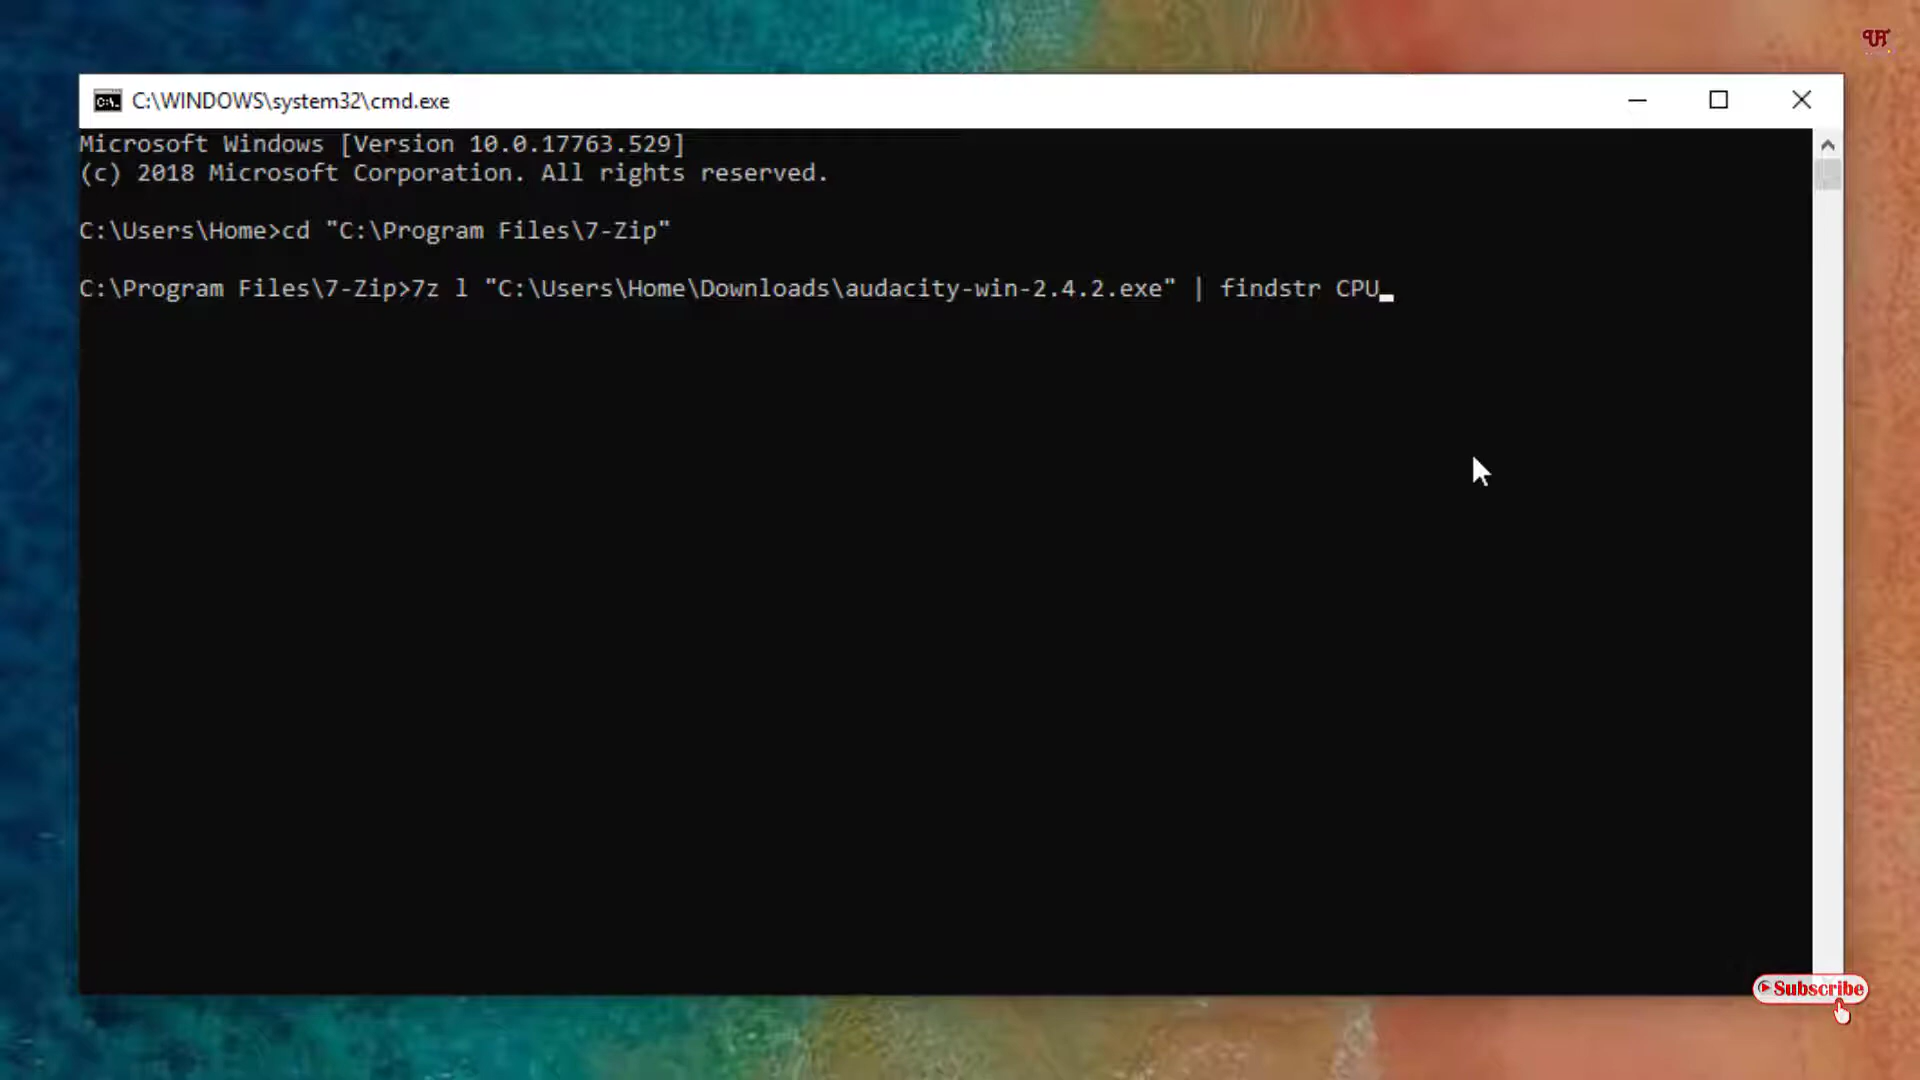 UR
C:\WINDOWS\system32\cmd.exe
Microsoft Windows [Version 10.0.17763.529]
(c) 2018 Microsoft Corporation. All rights reserved.
C:\Users\Home>cd "C:\Program Files\7-Zip"
C:\Program Files\7-Zip>7z l "C:\Users\Home\Downloads\audacity-win-2.4.2.exe" | findstr CPU_
Subscribe